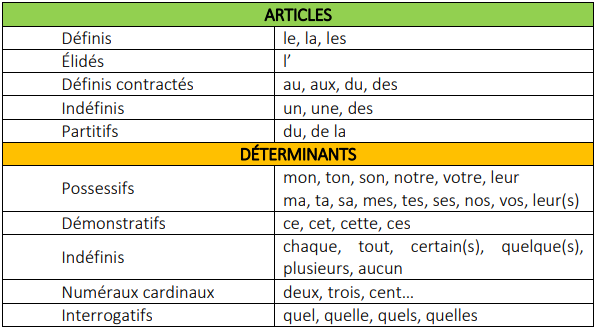 ARTICLES
Définis le, la, les
Élidés l’
Définis contractés au, aux, du, des
Indéfinis un, une, des
Partitifs du, de la
DÉTERMINANTS
Possessifs mon, ton, son, notre, votre, leur
ma, ta, sa, mes, tes, ses, nos, vos, leur(s)
Démonstratifs ce, cet, cette, ces
Indéfinis chaque, tout, certain(s), quelque(s),
plusieurs, aucun
Numéraux cardinaux deux, trois, cent…
Interrogatifs quel, quelle, quels, quelles